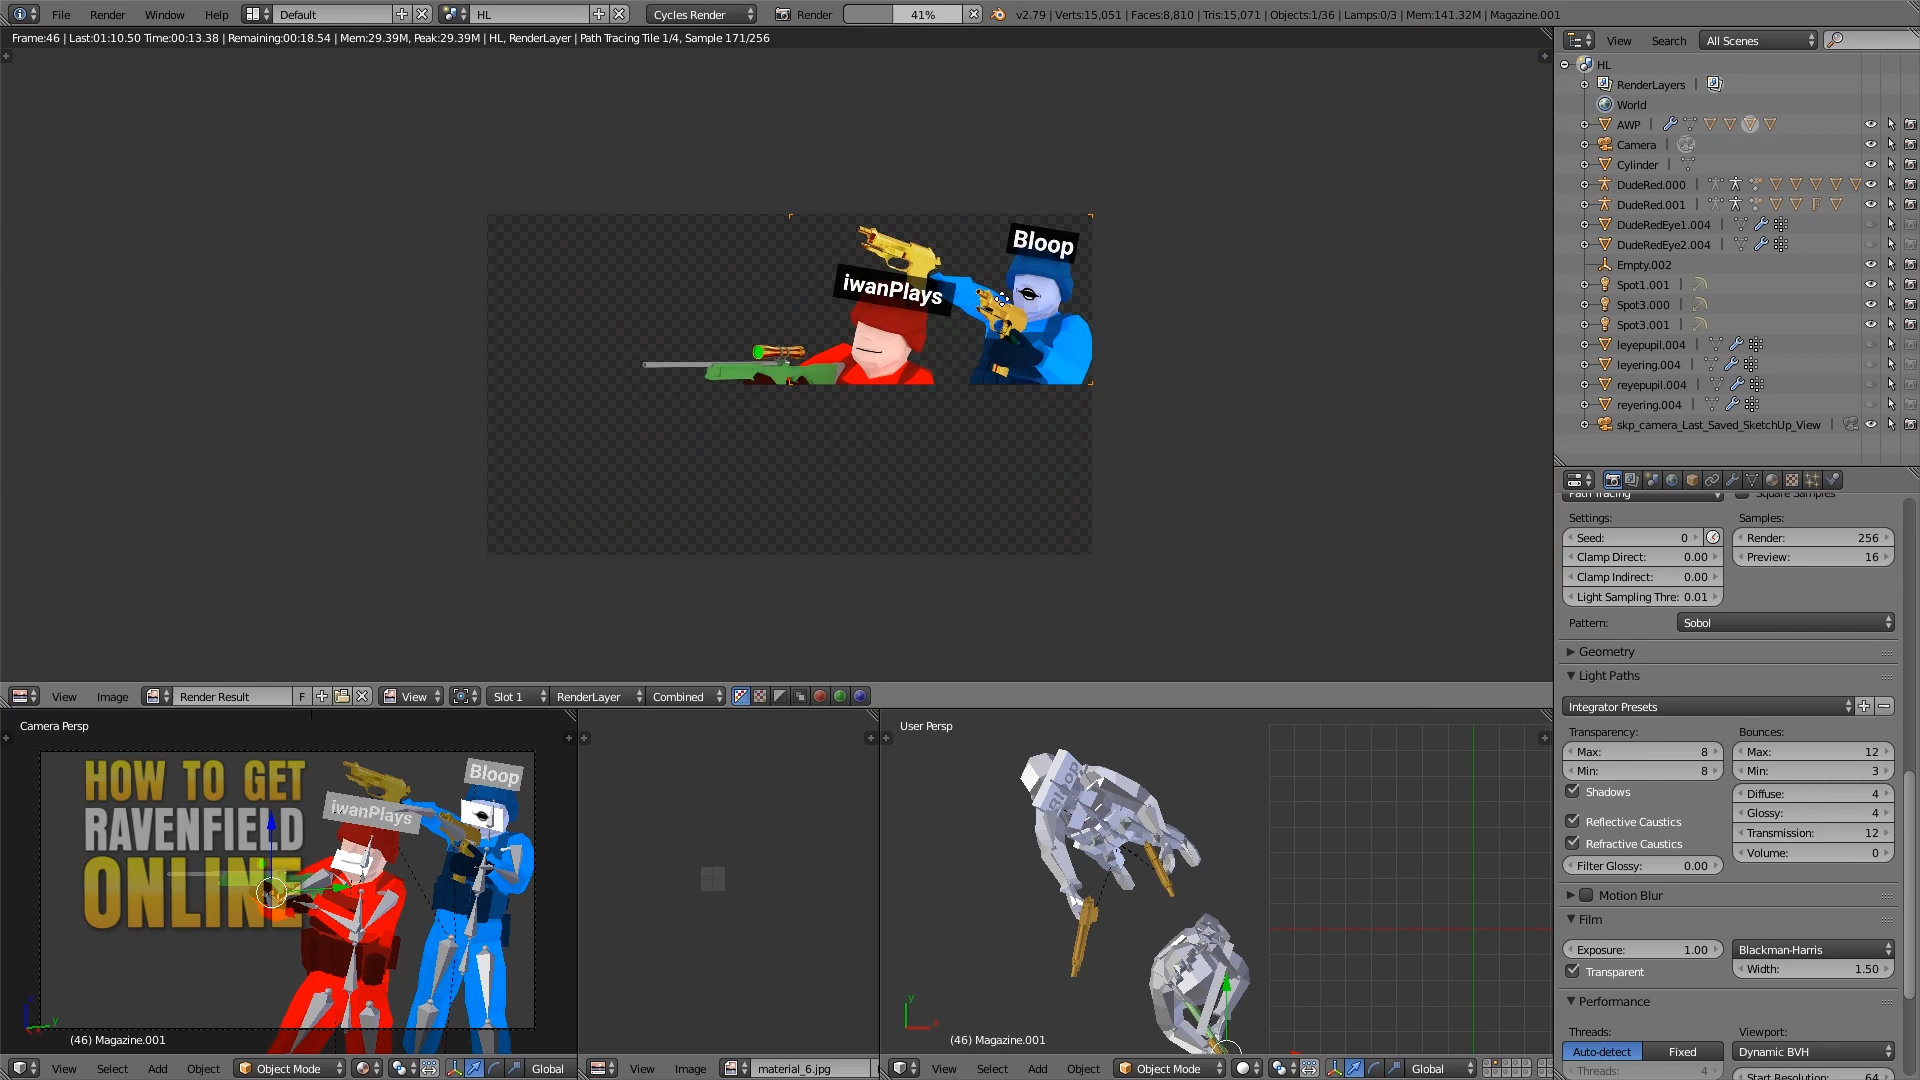 File Render Window Help Default HL Cycles Render Render 41% v2.79 | Verts:15,051 | Faces:8,810 | Tris:15,071 | Objects:1/36 | Lamps:0/3 | Mem:141.32M | Magazine.001
Frame:46 | Last:01:10.50 Time:00:13.38 | Remaining:00:18.54 | Mem:29.39M, Peak:29.39M | HL, RenderLayer | Path Tracing Tile 1/4, Sample 171/256
View Search All Scenes
HL
RenderLayers |
World
AWP |
Camera |
Cylinder |
DudeRed.000 |
DudeRed.001 | F
DudeRedEye1.004 |
DudeRedEye2.004 |
Empty.002
Spot1.001 |
Spot3.000 |
Spot3.001 |
leyepupil.004 |
leyering.004 |
reyepupil.004 |
reyering.004 |
skp_camera_Last_Saved_SketchUp_View |
Bloop
iwanPlays
Path Tracing Square Samples
Settings: Samples:
Seed: 0 Render: 256
Clamp Direct: 0.00 Preview: 16
Clamp Indirect: 0.00
Light Sampling Thre: 0.01
Pattern: Sobol
Geometry
Light Paths
Integrator Presets
Transparency: Bounces:
Max: 8 Max: 12
Min: 8 Min: 3
Shadows Diffuse: 4
Reflective Caustics Glossy: 4
Refractive Caustics Transmission: 12
Filter Glossy: 0.00 Volume: 0
Motion Blur
Film
Exposure: 1.00 Blackman-Harris
Transparent Width: 1.50
Performance
Threads: Viewport:
Auto-detect Fixed Dynamic BVH
Threads: 4 Start Resolution: 64
View Image Render Result F View Slot 1 RenderLayer Combined
Camera Persp
HOW TO GET
RAVENFIELD
ONLINE
iwanPlays
Bloop
(46) Magazine.001
View Select Add Object Object Mode Global
View Image material_6.jpg
User Persp
Bloop
(46) Magazine.001
y
View Select Add Object Object Mode Global